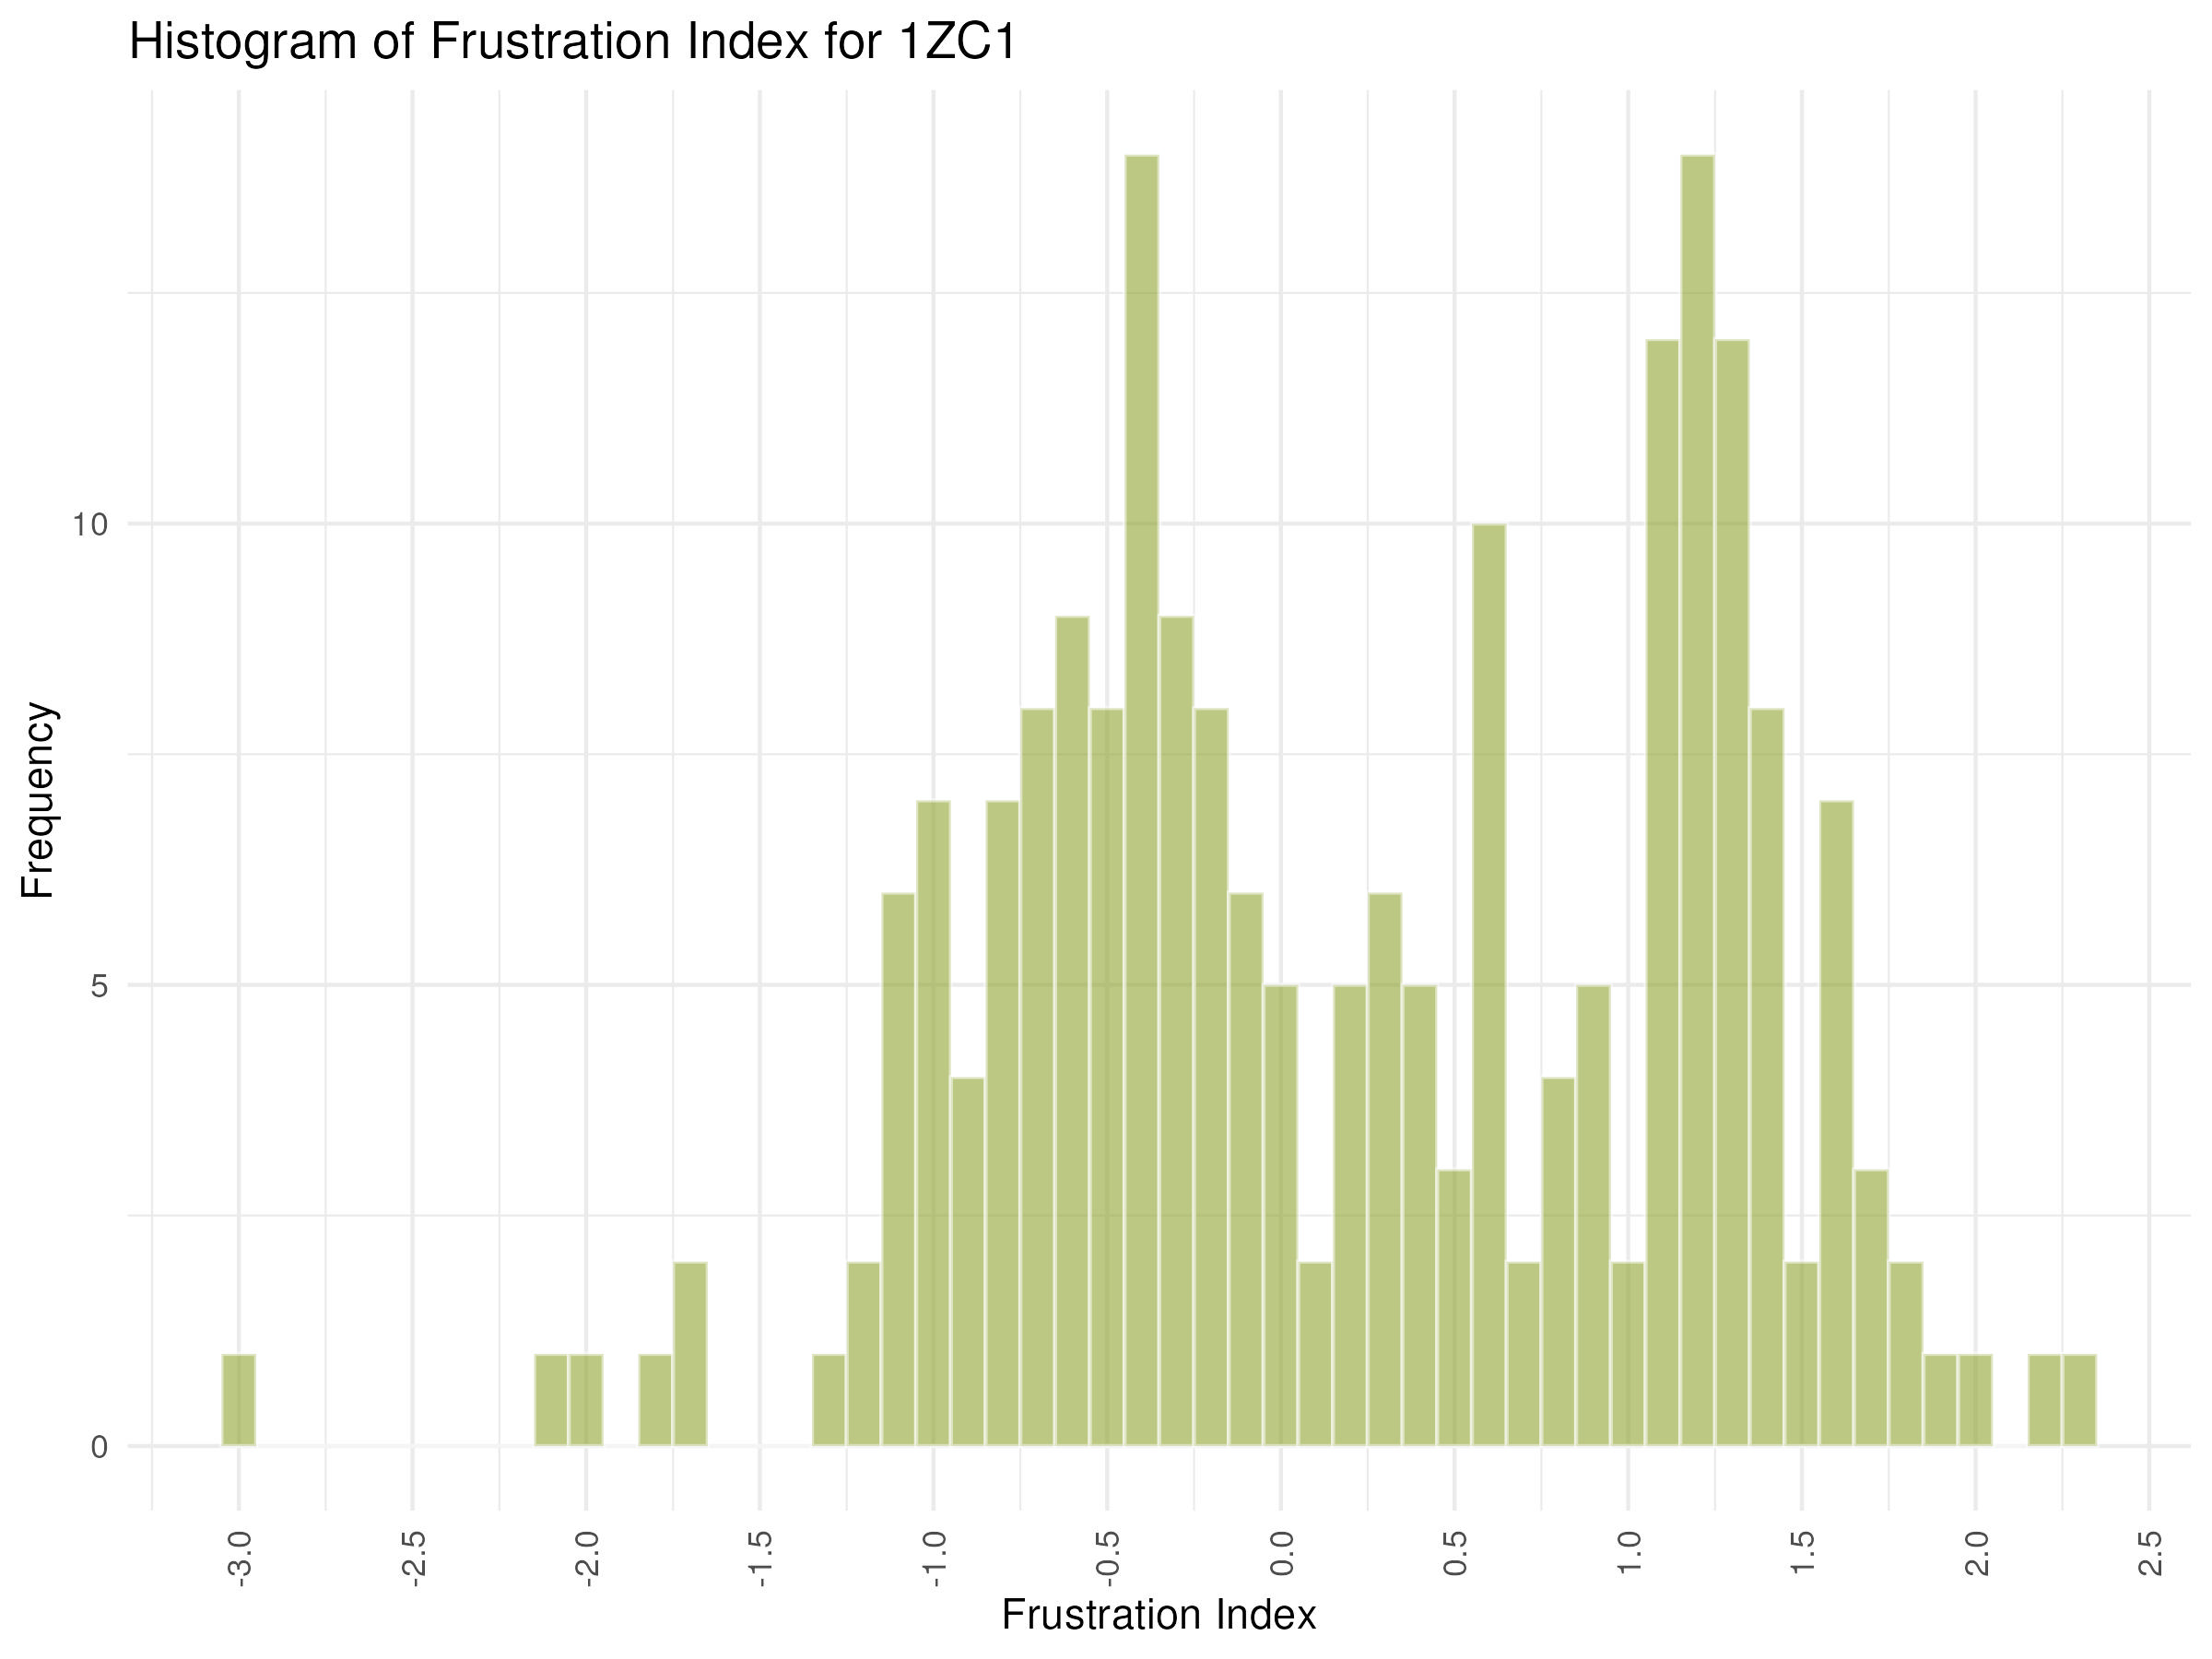 Histogram of Frustration Index for 1ZC1
Frequency
10
5
0
-3.0 -2.5 -2.0 -1.5 -1.0 -0.5 0.0 0.5 1.0 1.5 2.0 2.5
Frustration Index